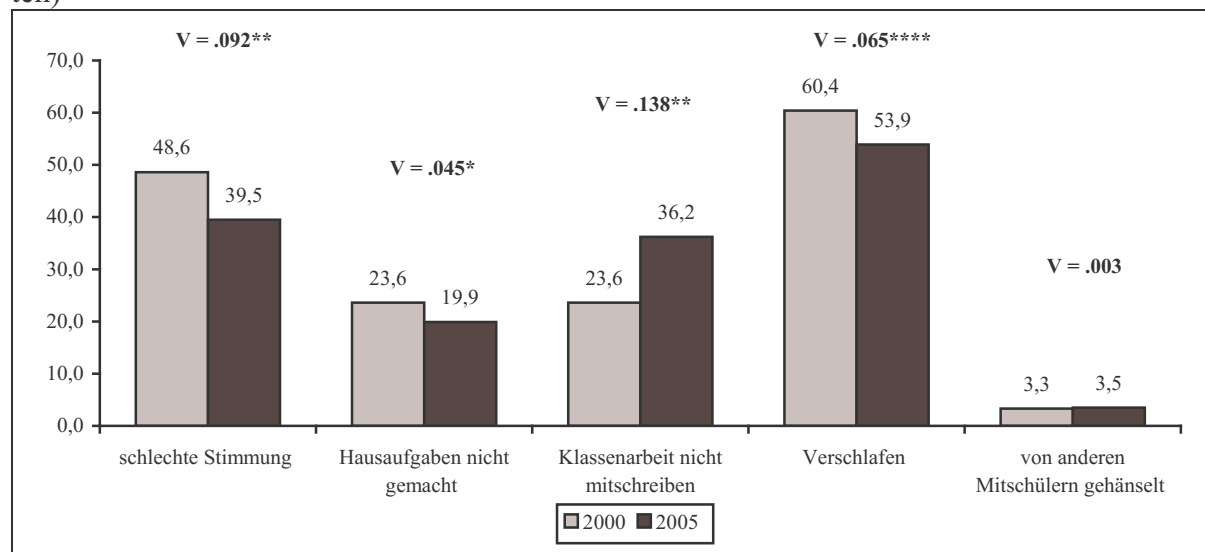 ten)
V = .092**
V = .065****
70,0
60,4
60,0
V = .138**
53,9
48,6
50,0
V = .045*
39,5
40,0
36,2
30,0
V = .003
23,6
23,6
19,9
20,0
10,0
3,3
3,5
0,0
schlechte Stimmung
Hausaufgaben nicht
gemacht
Klassenarbeit nicht
mitschreiben
Verschlafen
von anderen
Mitschülern gehänselt
2000 2005